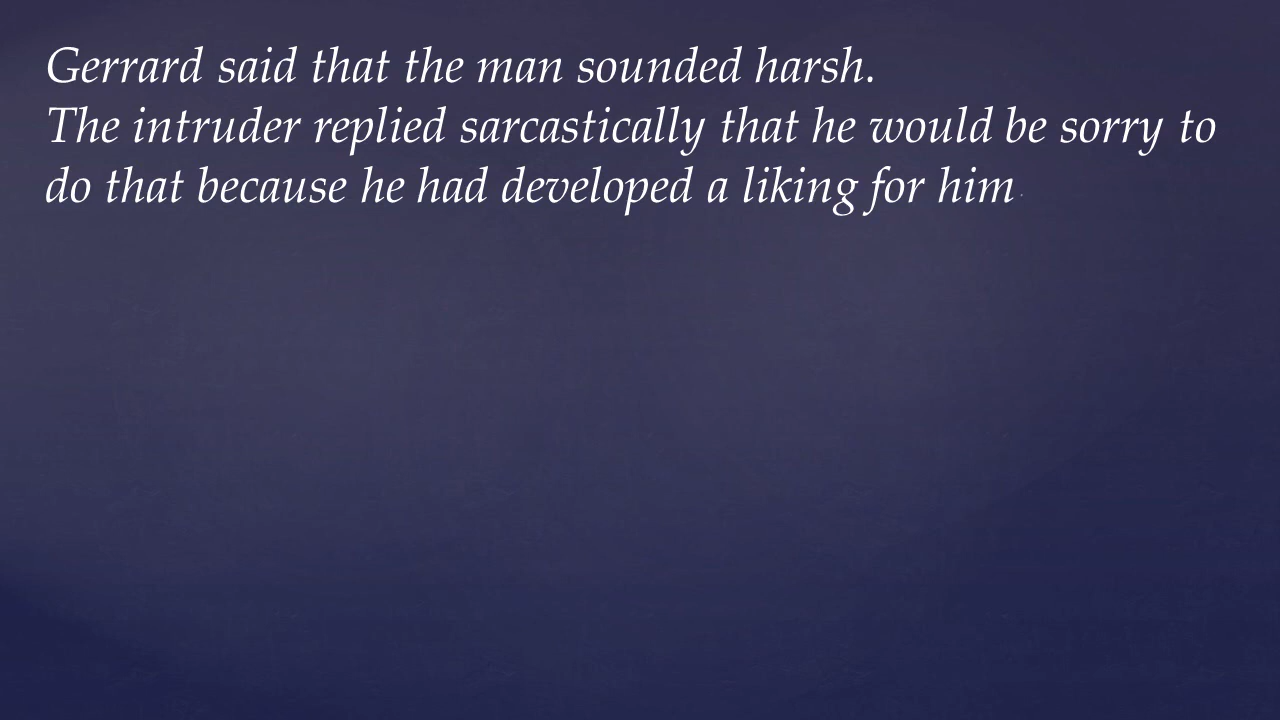 Gerrard said that the man sounded harsh.
The intruder replied sarcastically that he would be sorry to
do that because he had developed a liking for him.